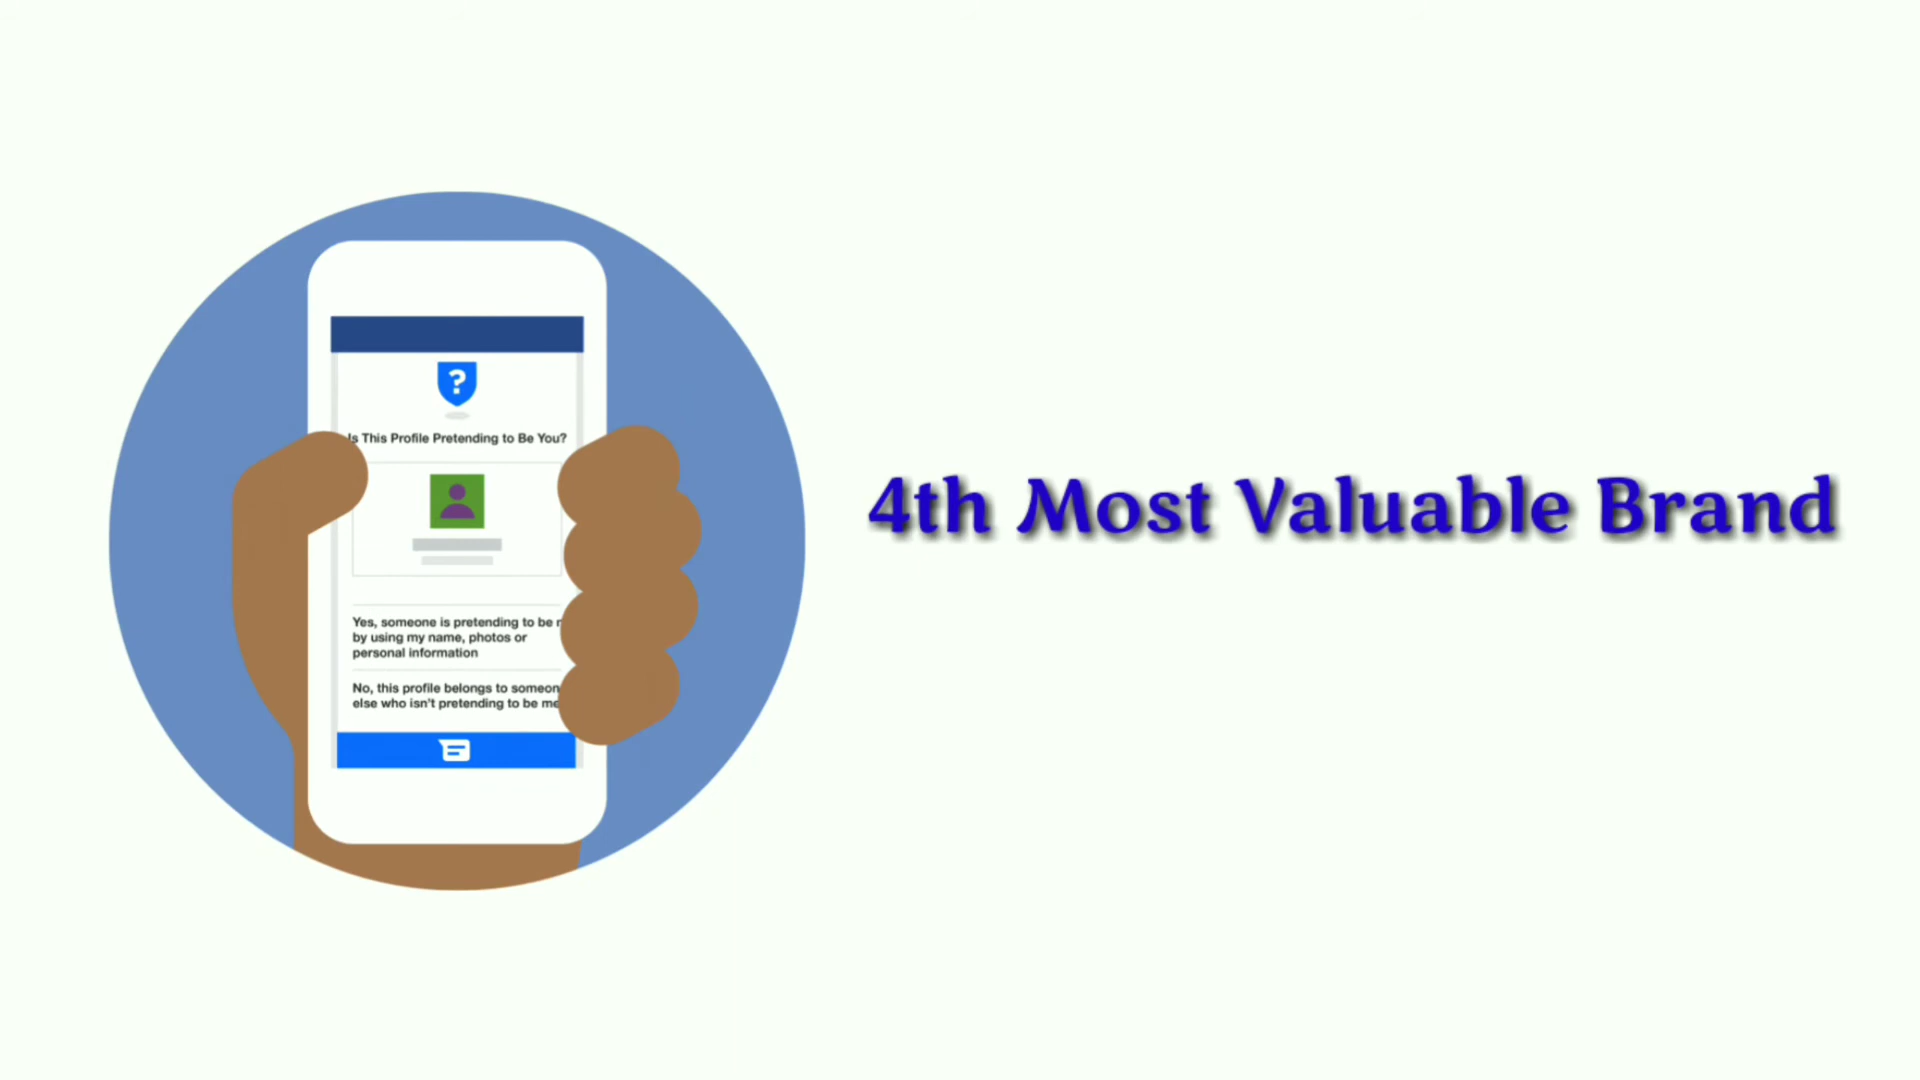 ?
Is This Profile Pretending to Be You?
Yes, someone is pretending to be
by using my name, photos or
personal information
No, this profile belongs to
else who isn't pretending to be me
4th Most Valuable Brand